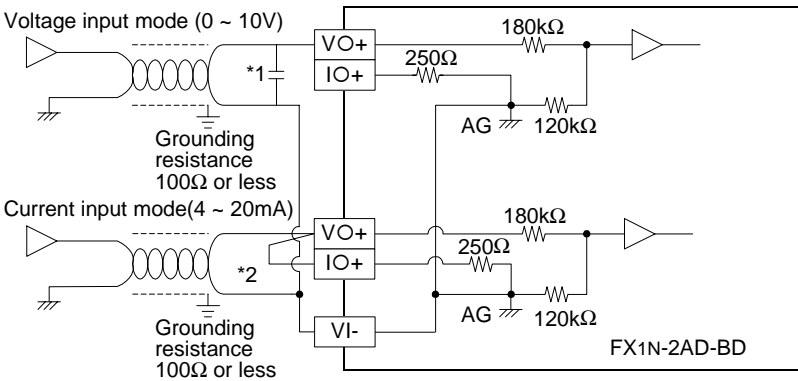 Voltage input mode (0 ~ 10V)
VO+
180kΩ
250Ω
*1
IO+
AG
120kΩ
Grounding
resistance
100Ω or less
Current input mode(4 ~ 20mA)
VO+
180kΩ
250Ω
*2
IO+
AG
120kΩ
Grounding
resistance
100Ω or less
VI-
FX1N-2AD-BD